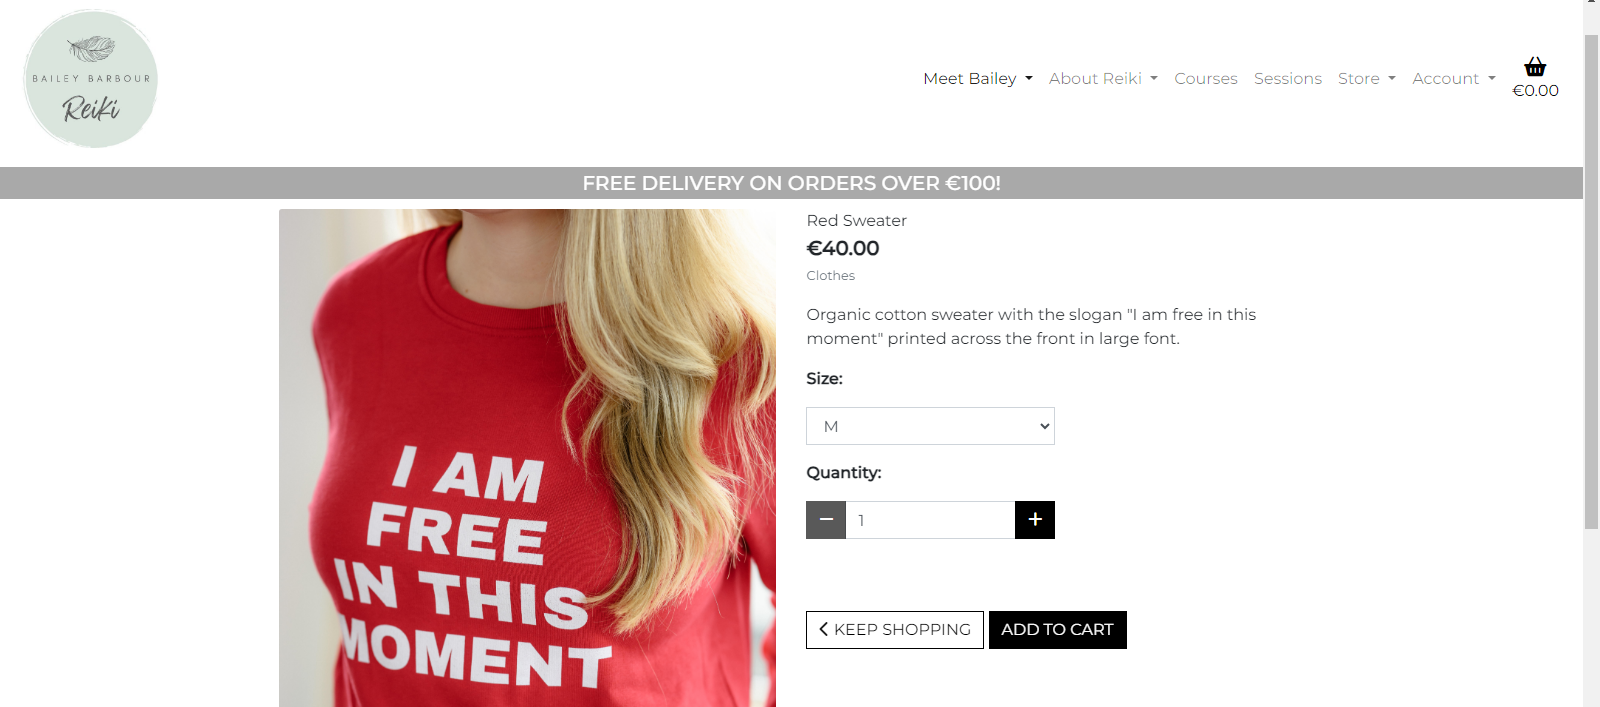 BAILEY BARBOUR
Reiki
Meet Bailey About Reiki Courses Sessions Store Account
€0.00
FREE DELIVERY ON ORDERS OVER €100!
I AM
FREE
IN THIS
MOMENT
Red Sweater
€40.00
Clothes
Organic cotton sweater with the slogan "I am free in this
moment" printed across the front in large font.
Size:
M
Quantity:
1
KEEP SHOPPING ADD TO CART